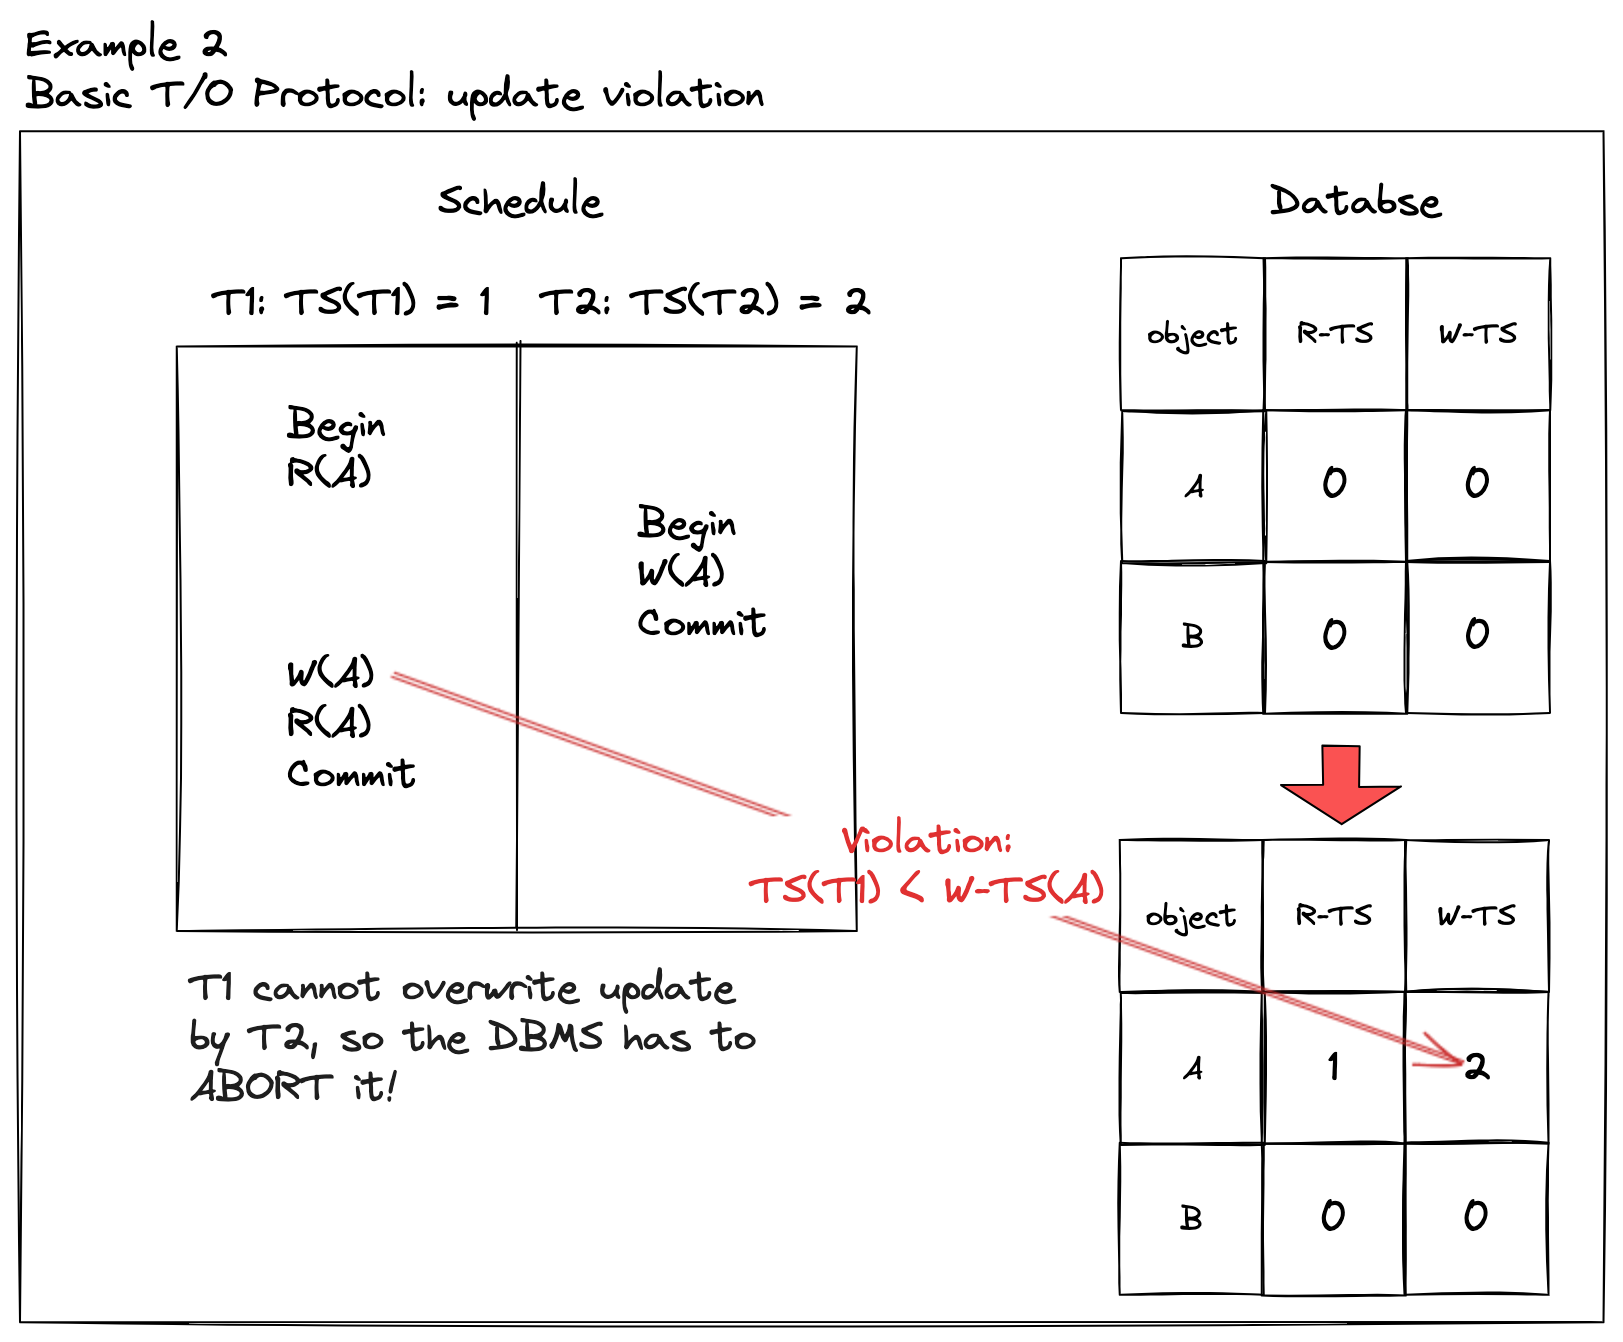 Example 2
Basic T/O Protocol: update violation
Schedule
T1: TS(T1) = 1 T2: TS(T2) = 2
Begin
R(A)
Begin
W(A)
Commit
W(A)
R(A)
Commit
Violation:
TS(T1) < W-TS(A)
T1 cannot overwrite update
by T2, so the DBMS has to
ABORT it!
Databse
object R-TS W-TS
A 0 0
B 0 0
object R-TS W-TS
A 1 2
B 0 0